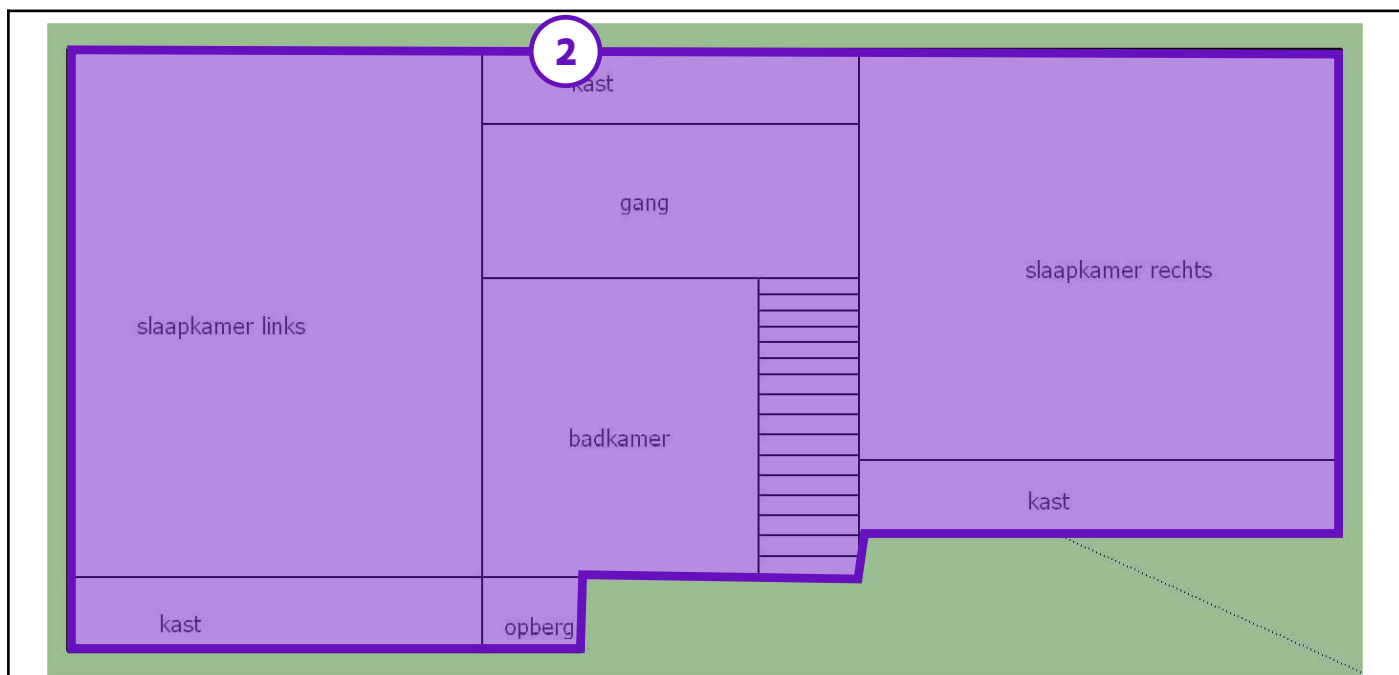 2
kast
gang
slaapkamer rechts
slaapkamer links
badkamer
kast
kast
opberg